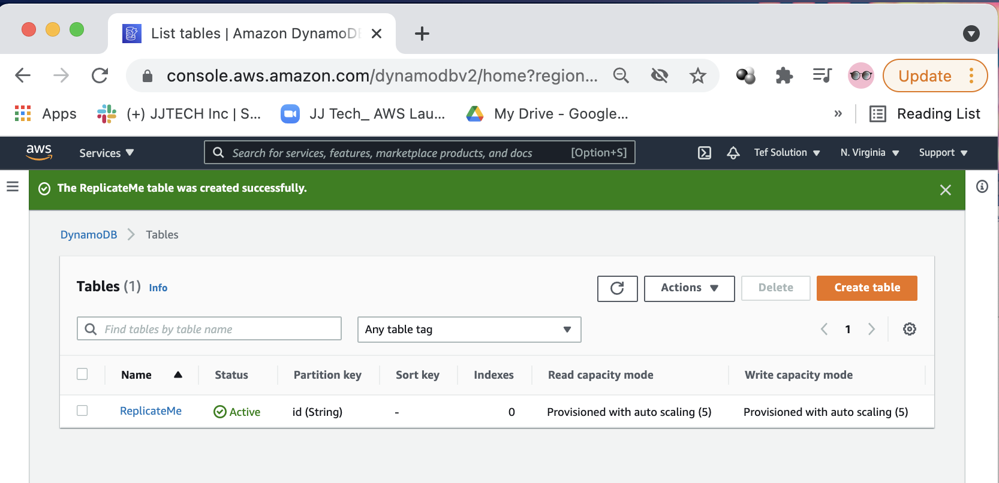 List tables | Amazon DynamoDB
console.aws.amazon.com/dynamodbv2/home?region...
Update
Apps
(+) JJTECH Inc | S...
JJ Tech_ AWS Lau...
My Drive - Google...
»
Reading List
aws
Services ▼
Search for services, features, marketplace products, and docs
[Option+S]
Tef Solution ▼
N. Virginia ▼
Support ▼
The ReplicateMe table was created successfully.
DynamoDB
Tables
Tables (1)
Info
Actions ▼
Delete
Create table
Find tables by table name
Any table tag
1
Name
Status
Partition key
Sort key
Indexes
Read capacity mode
Write capacity mode
ReplicateMe
Active
id (String)
-
0
Provisioned with auto scaling (5)
Provisioned with auto scaling (5)